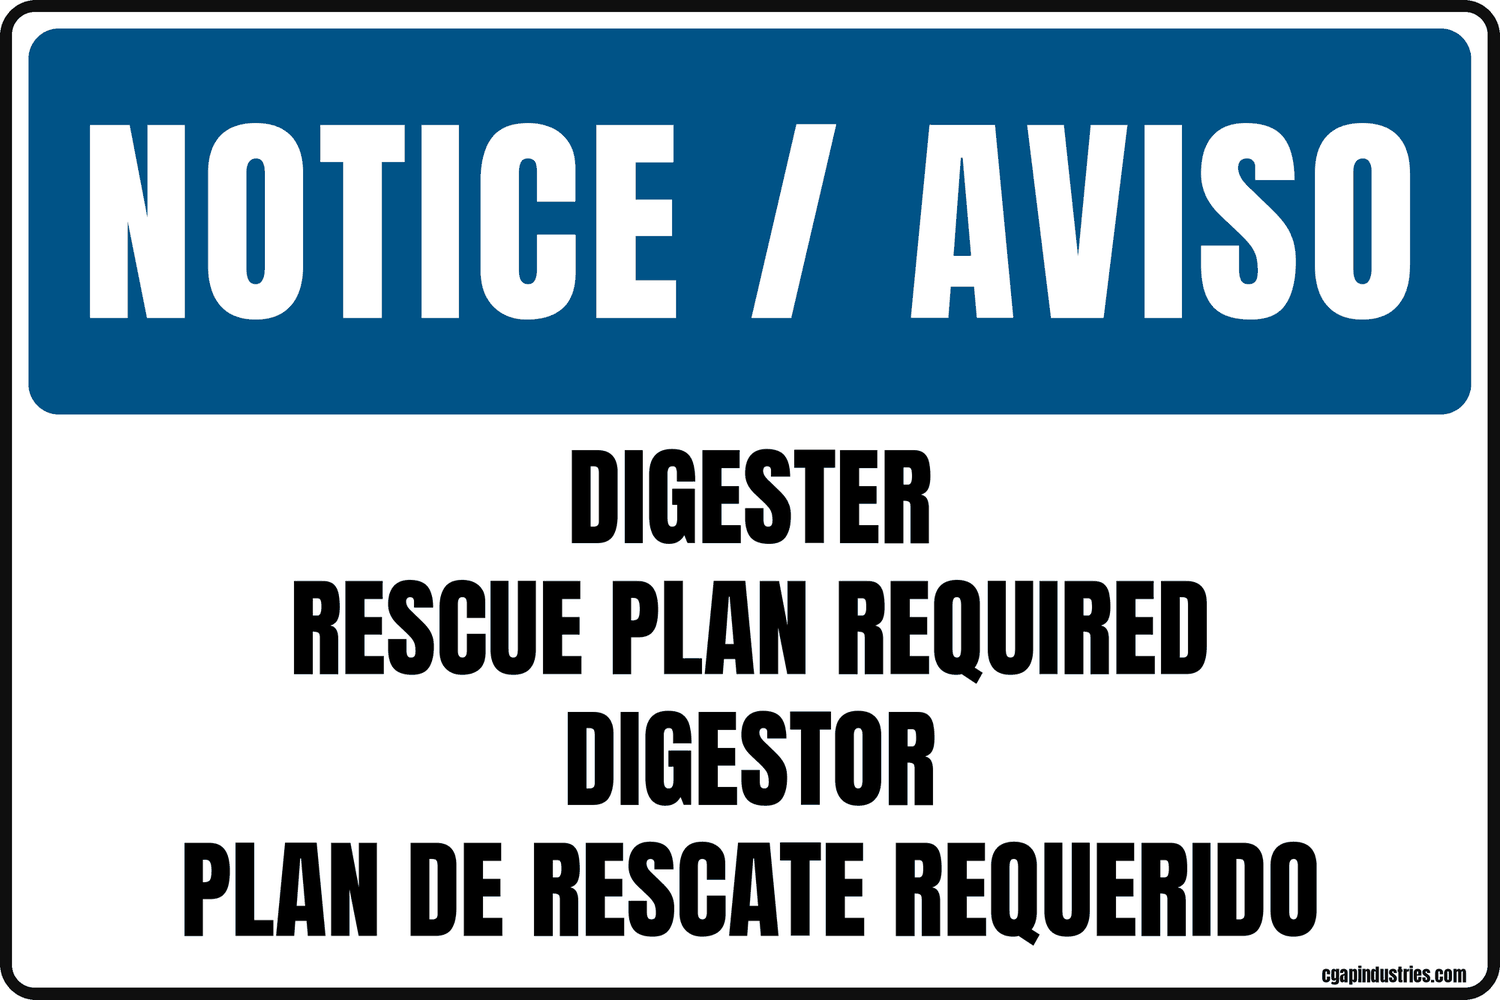 NOTICE / AVISO
DIGESTER
RESCUE PLAN REQUIRED
DIGESTOR
PLAN DE RESCATE REQUERIDO
cgapindustries.com